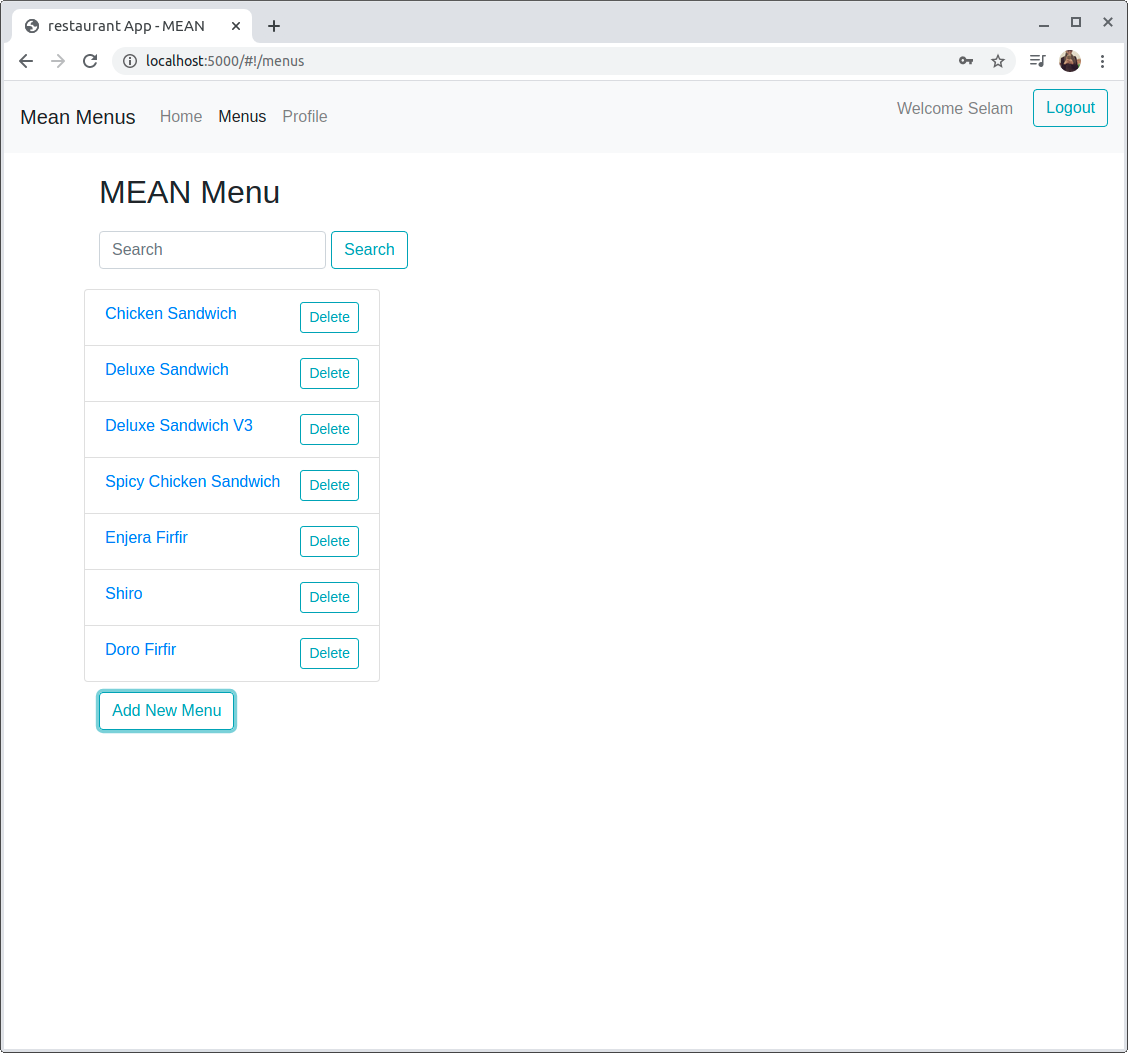 restaurant App - MEAN
localhost:5000/#!/menus
Mean Menus Home Menus Profile Welcome Selam Logout
MEAN Menu
Search Search
Chicken Sandwich Delete
Deluxe Sandwich Delete
Deluxe Sandwich V3 Delete
Spicy Chicken Sandwich Delete
Enjera Firfir Delete
Shiro Delete
Doro Firfir Delete
Add New Menu